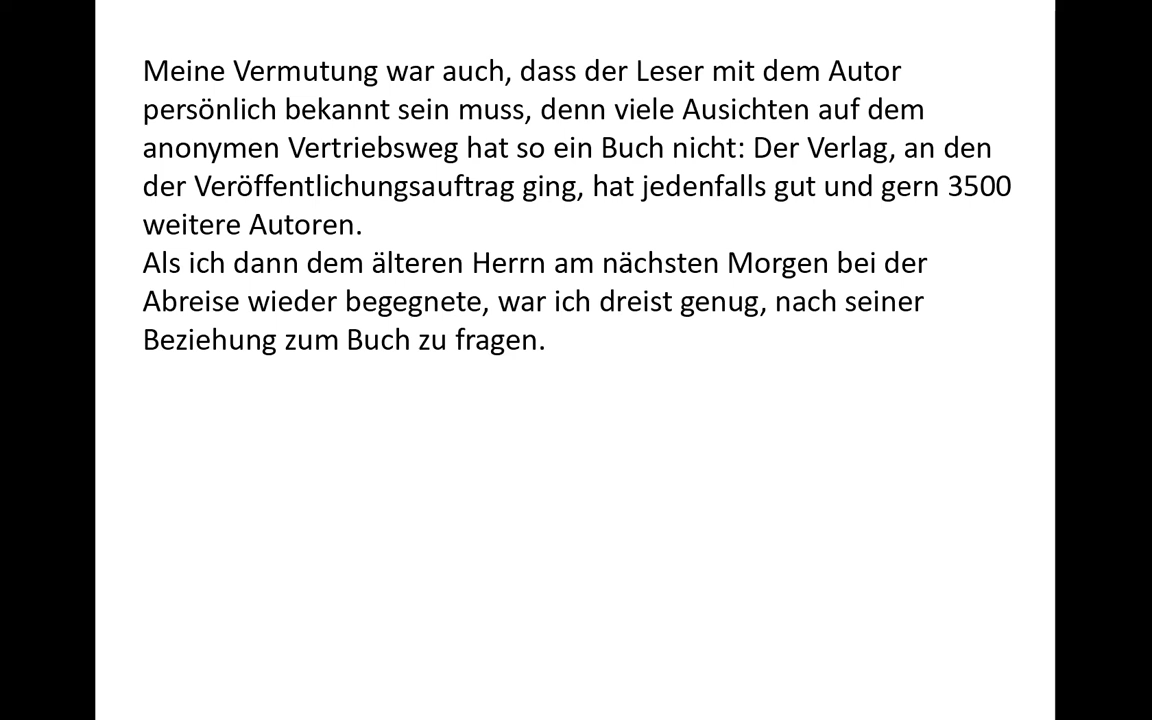 Meine Vermutung war auch, dass der Leser mit dem Autor
persönlich bekannt sein muss, denn viele Ausichten auf dem
anonymen Vertriebsweg hat so ein Buch nicht: Der Verlag, an den
der Veröffentlichungsauftrag ging, hat jedenfalls gut und gern 3500
weitere Autoren.
Als ich dann dem älteren Herrn am nächsten Morgen bei der
Abreise wieder begegnete, war ich dreist genug, nach seiner
Beziehung zum Buch zu fragen.